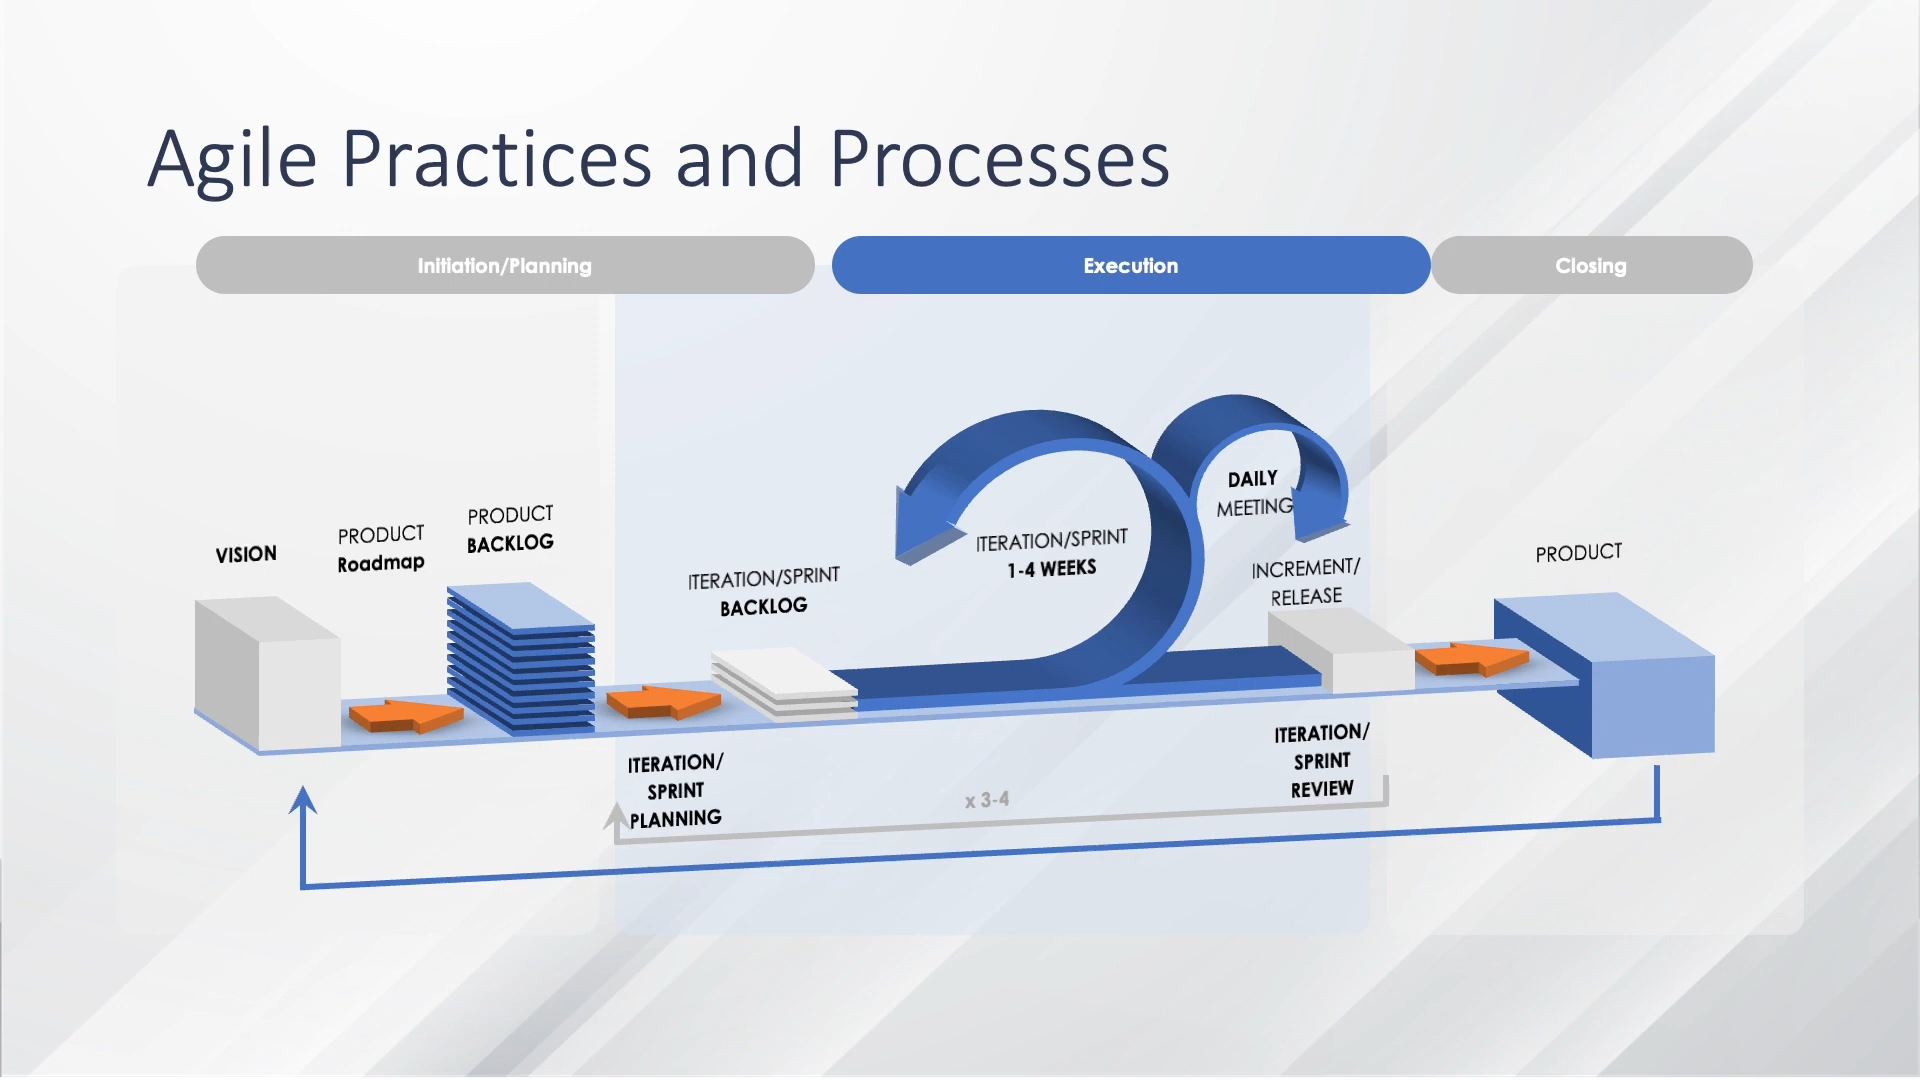 Agile Practices and Processes
Initiation/Planning
Execution
Closing
VISION
PRODUCT
Roadmap
PRODUCT
BACKLOG
ITERATION/SPRINT
BACKLOG
ITERATION/SPRINT
1-4 WEEKS
DAILY
MEETING
INCREMENT/
RELEASE
PRODUCT
ITERATION/
SPRINT
PLANNING
x 3-4
ITERATION/
SPRINT
REVIEW